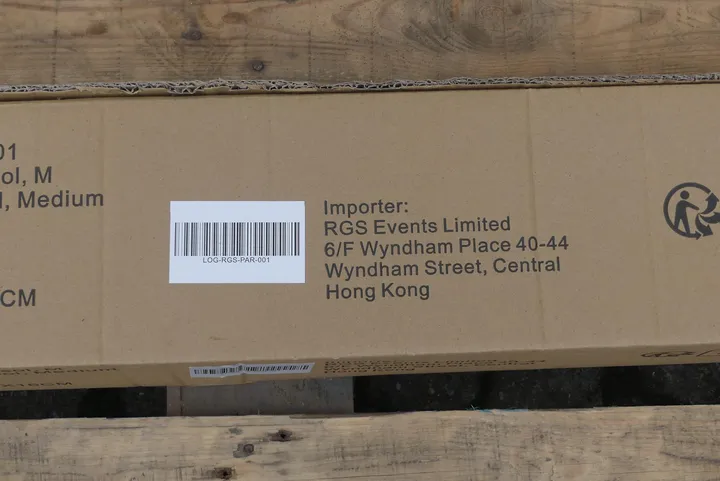 01
ol, M
Medium
CM
LOG-RGS-PAR-001
Importer:
RGS Events Limited
6/F Wyndham Place 40-44
Wyndham Street, Central
Hong Kong